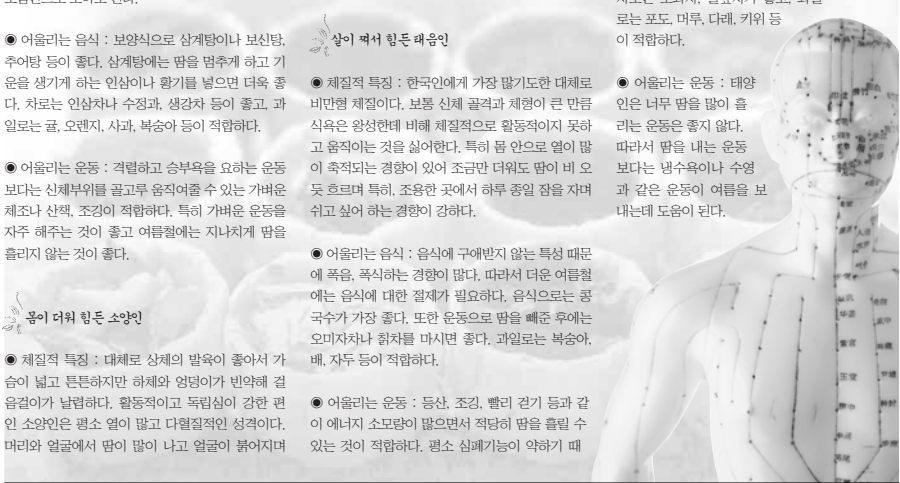 ◉ 어울리는 음식 : 보양식으로 삼계탕이나 보신탕,
추어탕 등이 좋다. 삼계탕에는 땀을 멈추게 하고 기
운을 생기게 하는 인삼이나 황기를 넣으면 더욱 좋
다. 차로는 인삼차나 수정과, 생강차 등이 좋고, 과
일로는 귤, 오렌지, 사과, 복숭아 등이 적합하다.
◉ 어울리는 운동 : 격렬하고 승부욕을 요하는 운동
보다는 신체부위를 골고루 움직여줄 수 있는 가벼운
체조나 산책, 조깅이 적합하다. 특히 가벼운 운동을
자주 해주는 것이 좋고 여름철에는 지나치게 땀을
흘리지 않는 것이 좋다.
몸이 더워 힘든 소양인
◉ 체질적 특징 : 대체로 상체의 발육이 좋아서 가
슴이 넓고 튼튼하지만 하체와 엉덩이가 빈약해 걸
음걸이가 날렵하다. 활동적이고 독립심이 강한 편
인 소양인은 평소 열이 많고 다혈질적인 성격이다.
머리와 얼굴에서 땀이 많이 나고 얼굴이 붉어지며
살이 쪄서 힘든 태음인
◉ 체질적 특징 : 한국인에게 가장 많기도한 대체로
비만형 체질이다. 보통 신체 골격과 체형이 큰 만큼
식욕은 왕성한데 비해 체질적으로 활동적이지 못하
고 움직이는 것을 싫어한다. 특히 몸 안으로 열이 많
이 축적되는 경향이 있어 조금만 더워도 땀이 비 오
듯 흐르며 특히, 조용한 곳에서 하루 종일 잠을 자며
쉬고 싶어 하는 경향이 강하다.
◉ 어울리는 음식 : 음식에 구애받지 않는 특성 때문
에 폭음, 폭식하는 경향이 많다. 따라서 더운 여름철
에는 음식에 대한 절제가 필요하다. 음식으로는 콩
국수가 가장 좋다. 또한 운동으로 땀을 빼준 후에는
오미자차나 칡차를 마시면 좋다. 과일로는 복숭아,
배, 자두 등이 적합하다.
◉ 어울리는 운동 : 등산, 조깅, 빨리 걷기 등과 같
이 에너지 소모량이 많으면서 적당히 땀을 흘릴 수
있는 것이 적합하다. 평소 심폐기능이 약하기 때
로는 포도, 머루, 다래, 키위 등
이 적합하다.
◉ 어울리는 운동 : 태양
인은 너무 땀을 많이 흘
리는 운동은 좋지 않다.
따라서 땀을 내는 운동
보다는 냉수욕이나 수영
과 같은 운동이 여름을 보
내는데 도움이 된다.